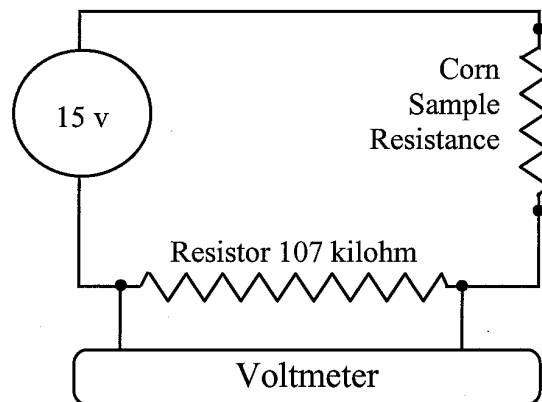 15 v
Corn
Sample
Resistance
Resistor 107 kilohm
Voltmeter